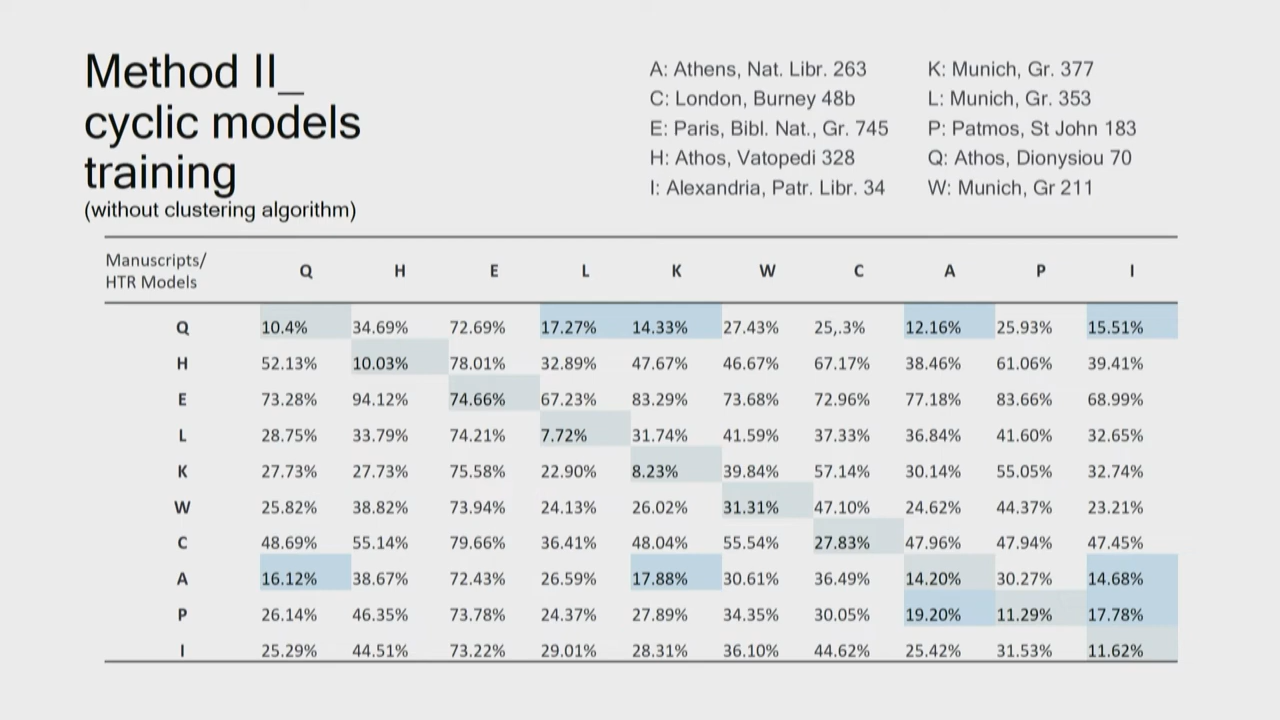 Method II_
cyclic models
training
(without clustering algorithm)
A: Athens, Nat. Libr. 263
C: London, Burney 48b
E: Paris, Bibl. Nat., Gr. 745
H: Athos, Vatopedi 328
I: Alexandria, Patr. Libr. 34
K: Munich, Gr. 377
L: Munich, Gr. 353
P: Patmos, St John 183
Q: Athos, Dionysiou 70
W: Munich, Gr 211
Manuscripts/
HTR Models
Q H E L K W C A P I
Q 10.4% 34.69% 72.69% 17.27% 14.33% 27.43% 25,.3% 12.16% 25.93% 15.51%
H 52.13% 10.03% 78.01% 32.89% 47.67% 46.67% 67.17% 38.46% 61.06% 39.41%
E 73.28% 94.12% 74.66% 67.23% 83.29% 73.68% 72.96% 77.18% 83.66% 68.99%
L 28.75% 33.79% 74.21% 7.72% 31.74% 41.59% 37.33% 36.84% 41.60% 32.65%
K 27.73% 27.73% 75.58% 22.90% 8.23% 39.84% 57.14% 30.14% 55.05% 32.74%
W 25.82% 38.82% 73.94% 24.13% 26.02% 31.31% 47.10% 24.62% 44.37% 23.21%
C 48.69% 55.14% 79.66% 36.41% 48.04% 55.54% 27.83% 47.96% 47.94% 47.45%
A 16.12% 38.67% 72.43% 26.59% 17.88% 30.61% 36.49% 14.20% 30.27% 14.68%
P 26.14% 46.35% 73.78% 24.37% 27.89% 34.35% 30.05% 19.20% 11.29% 17.78%
I 25.29% 44.51% 73.22% 29.01% 28.31% 36.10% 44.62% 25.42% 31.53% 11.62%